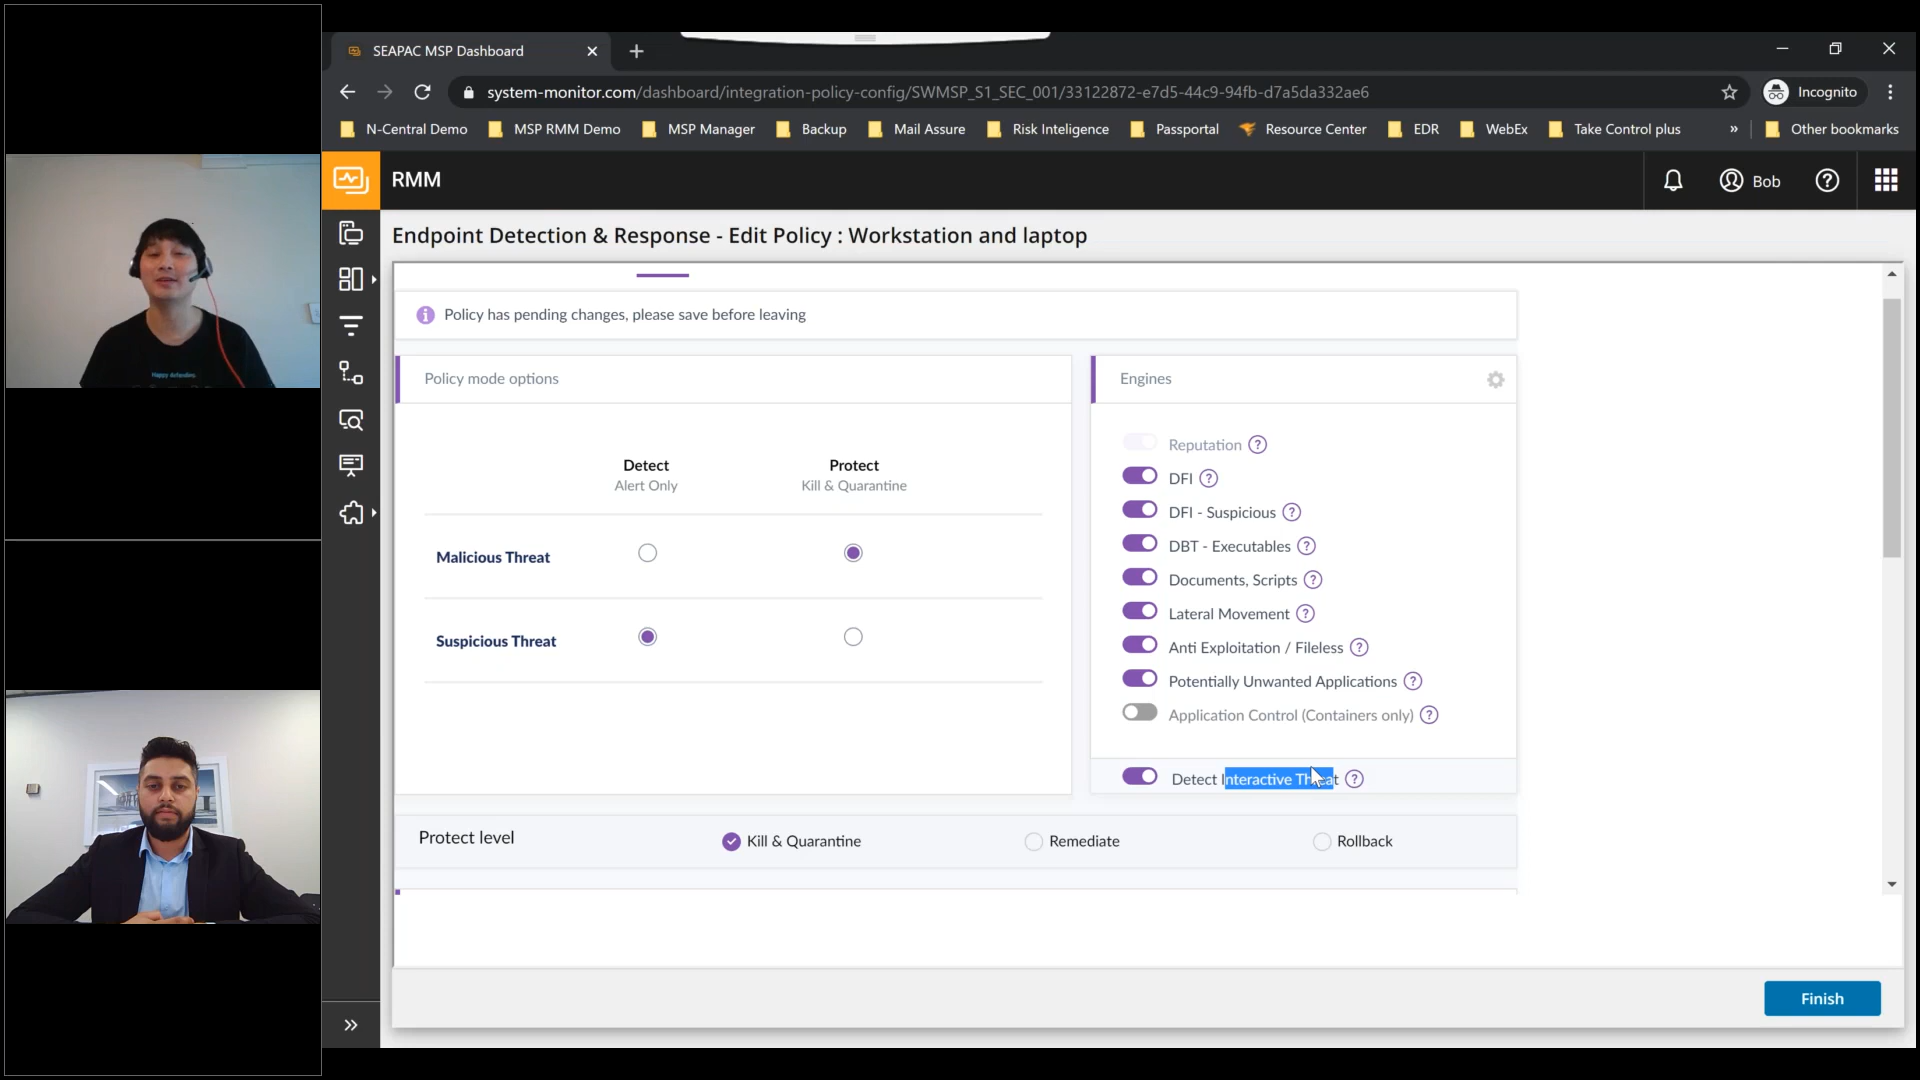 SEAPAC MSP Dashboard
system-monitor.com/dashboard/integration-policy-config/SWMSP_S1_SEC_001/33122872-e7d5-44c9-94fb-d7a5da332ae6
Incognito
N-Central Demo
MSP RMM Demo
MSP Manager
Backup
Mail Assure
Risk Inteligence
Passportal
Resource Center
EDR
WebEx
Take Control plus
»
Other bookmarks
RMM
Bob
Endpoint Detection & Response - Edit Policy : Workstation and laptop
Policy has pending changes, please save before leaving
Policy mode options
Detect
Alert Only
Protect
Kill & Quarantine
Malicious Threat
Suspicious Threat
Engines
Reputation
DFI
DFI - Suspicious
DBT - Executables
Documents, Scripts
Lateral Movement
Anti Exploitation / Fileless
Potentially Unwanted Applications
Application Control (Containers only)
Detect Interactive Threat
Protect level
Kill & Quarantine
Remediate
Rollback
Finish
Happy defending.